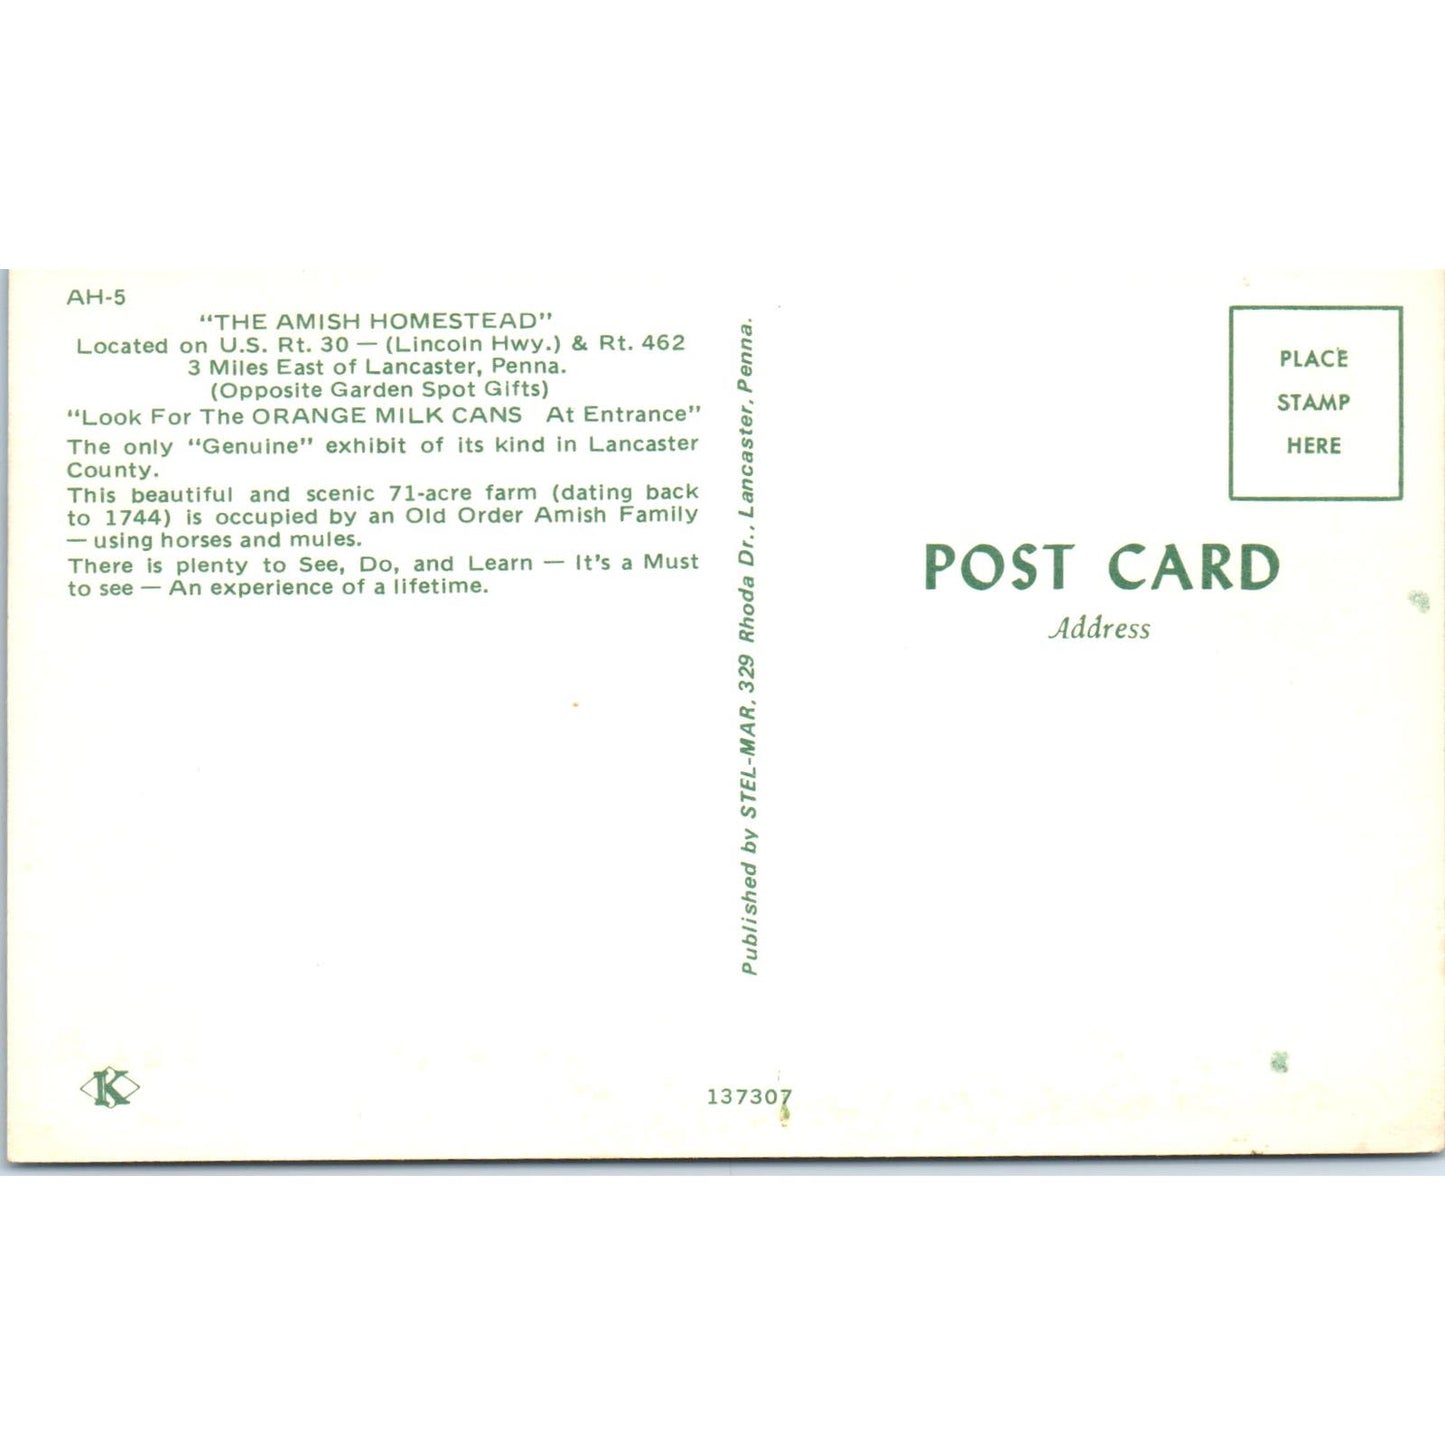 AH-5
"THE AMISH HOMESTEAD"
Located on U.S. Rt. 30 — (Lincoln Hwy.) & Rt. 462
3 Miles East of Lancaster, Penna.
(Opposite Garden Spot Gifts)
"Look For The ORANGE MILK CANS At Entrance"
The only "Genuine" exhibit of its kind in Lancaster
County.
This beautiful and scenic 71-acre farm (dating back
to 1744) is occupied by an Old Order Amish Family
— using horses and mules.
There is plenty to See, Do, and Learn — It's a Must
to see — An experience of a lifetime.
K
Published by STEL-MAR, 329 Rhoda Dr., Lancaster, Penna.
137307
PLACE
STAMP
HERE
POST CARD
Address